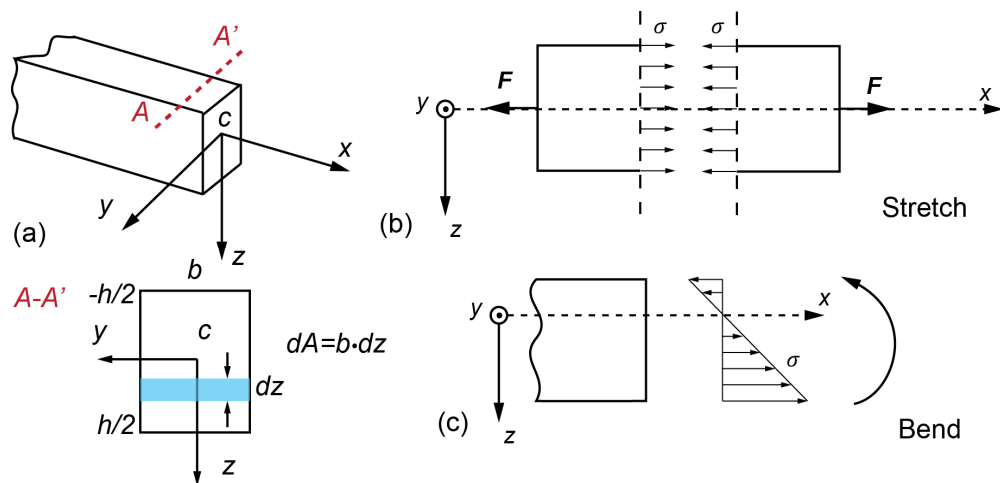 A'
A
c
x
y
z
(a)
A-A'
b
-h/2
y
c
dz
h/2
z
dA=b·dz
σ σ
F F
y x
z
(b)
Stretch
y x
σ
z
(c)
Bend